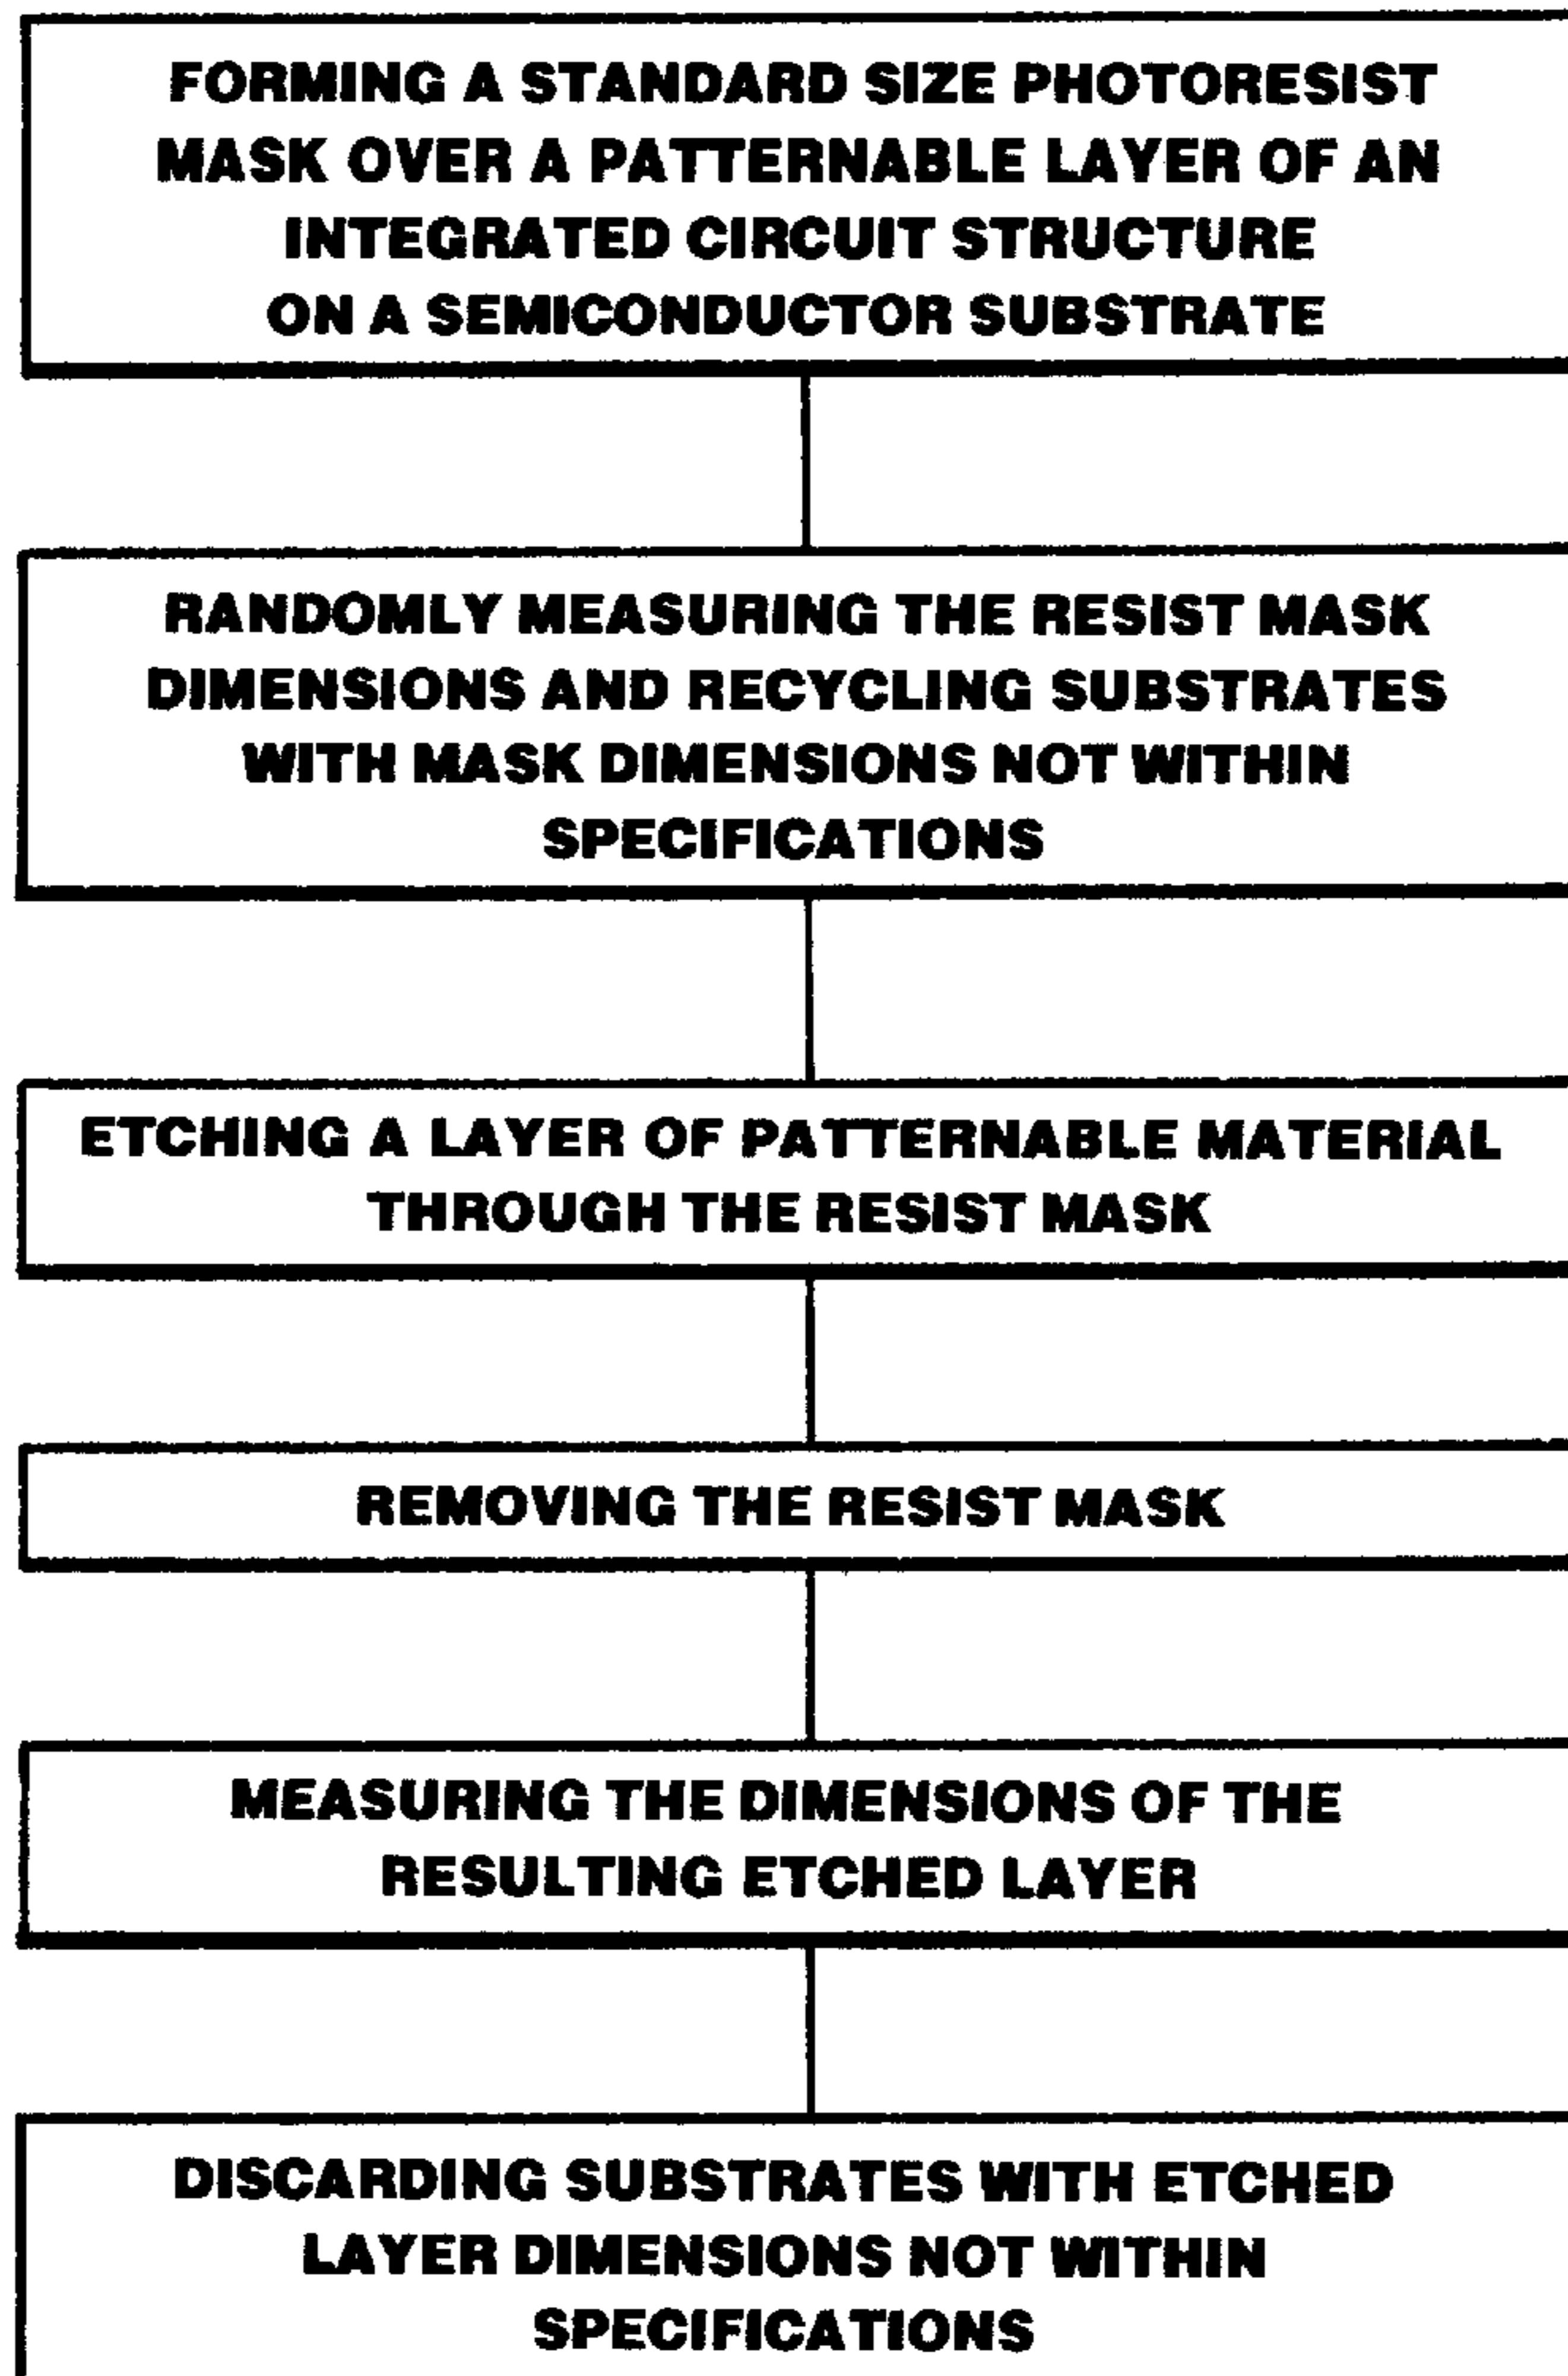 FORMING A STANDARD SIZE PHOTORESIST
MASK OVER A PATTERNABLE LAYER OF AN
INTEGRATED CIRCUIT STRUCTURE
ON A SEMICONDUCTOR SUBSTRATE
RANDOMLY MEASURING THE RESIST MASK
DIMENSIONS AND RECYCLING SUBSTRATES
WITH MASK DIMENSIONS NOT WITHIN
SPECIFICATIONS
ETCHING A LAYER OF PATTERNABLE MATERIAL
THROUGH THE RESIST MASK
REMOVING THE RESIST MASK
MEASURING THE DIMENSIONS OF THE
RESULTING ETCHED LAYER
DISCARDING SUBSTRATES WITH ETCHED
LAYER DIMENSIONS NOT WITHIN
SPECIFICATIONS